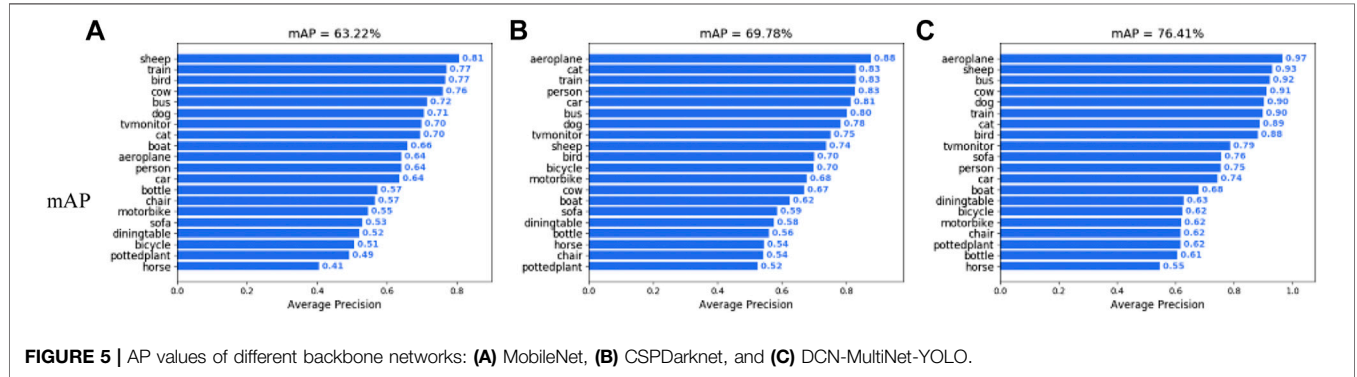 A
mAP = 63.22%
sheep 0.81
train 0.77
bird 0.77
cow 0.76
bus 0.72
dog 0.71
tvmonitor 0.70
cat 0.70
boat 0.66
aeroplane 0.64
person 0.64
car 0.64
bottle 0.57
chair 0.57
motorbike 0.55
sofa 0.53
diningtable 0.52
bicycle 0.51
pottedplant 0.49
horse 0.41
0.0 0.2 0.4 0.6 0.8
Average Precision
mAP
B
mAP = 69.78%
aeroplane 0.88
cat 0.83
train 0.83
person 0.83
car 0.81
bus 0.80
dog 0.78
tvmonitor 0.75
sheep 0.74
bird 0.70
bicycle 0.70
motorbike 0.68
cow 0.67
boat 0.62
sofa 0.59
diningtable 0.58
bottle 0.56
horse 0.54
chair 0.54
pottedplant 0.52
0.0 0.2 0.4 0.6 0.8
Average Precision
C
mAP = 76.41%
aeroplane 0.97
sheep 0.93
bus 0.92
cow 0.91
dog 0.90
train 0.90
cat 0.89
bird 0.88
tvmonitor 0.79
sofa 0.76
person 0.75
car 0.74
boat 0.68
diningtable 0.63
bicycle 0.62
motorbike 0.62
chair 0.62
pottedplant 0.62
bottle 0.61
horse 0.55
0.0 0.2 0.4 0.6 0.8 1.0
Average Precision
FIGURE 5 | AP values of different backbone networks: (A) MobileNet, (B) CSPDarknet, and (C) DCN-MultiNet-YOLO.